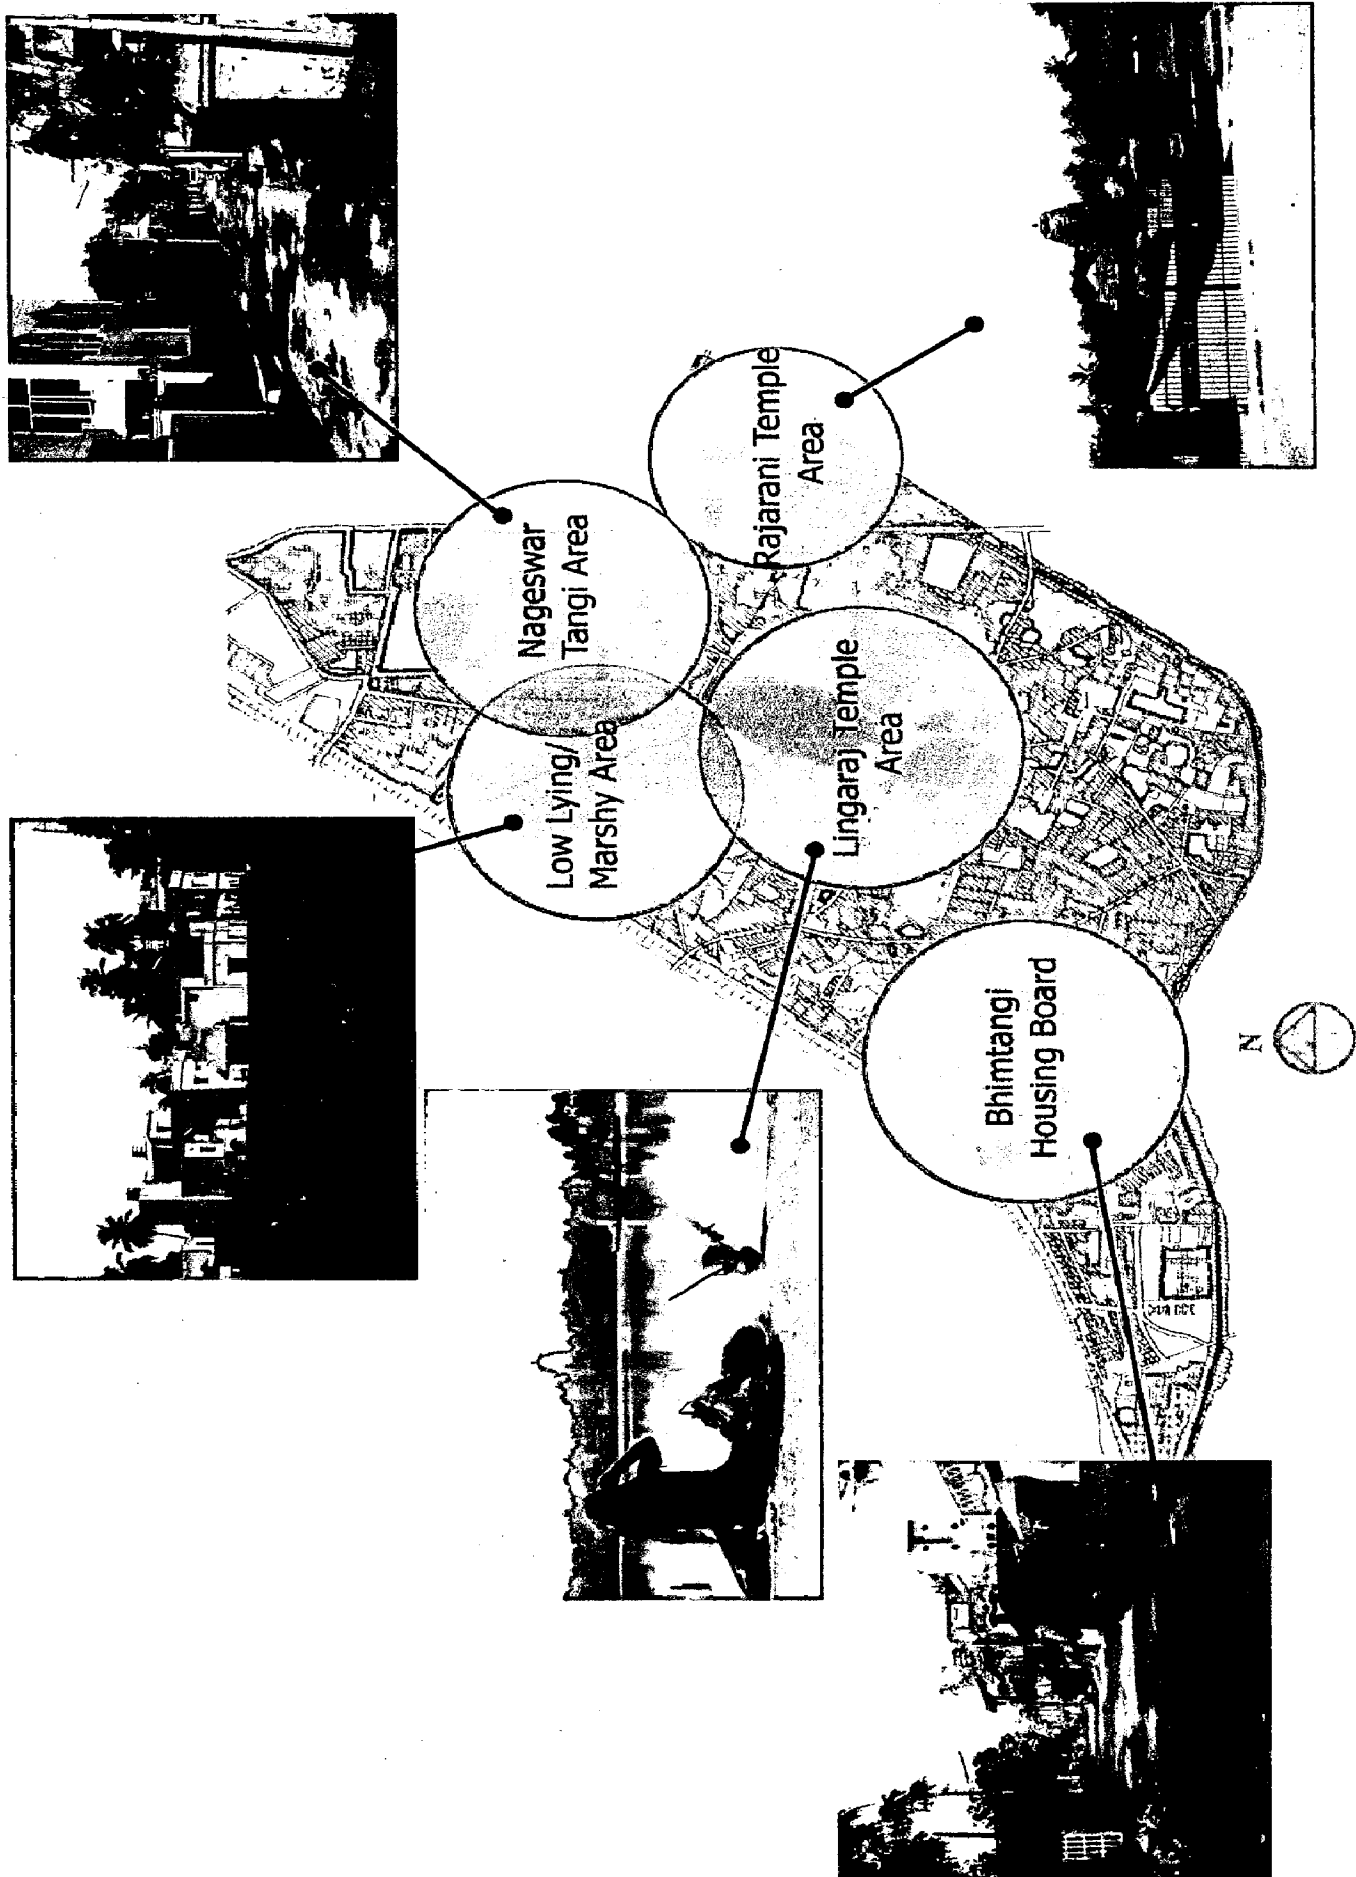 Nageswar
Tangi Area
Rajarani Temple
Area
Low Lying/
Marshy Area
Lingaraj Temple
Area
Bhimtangi
Housing Board
N